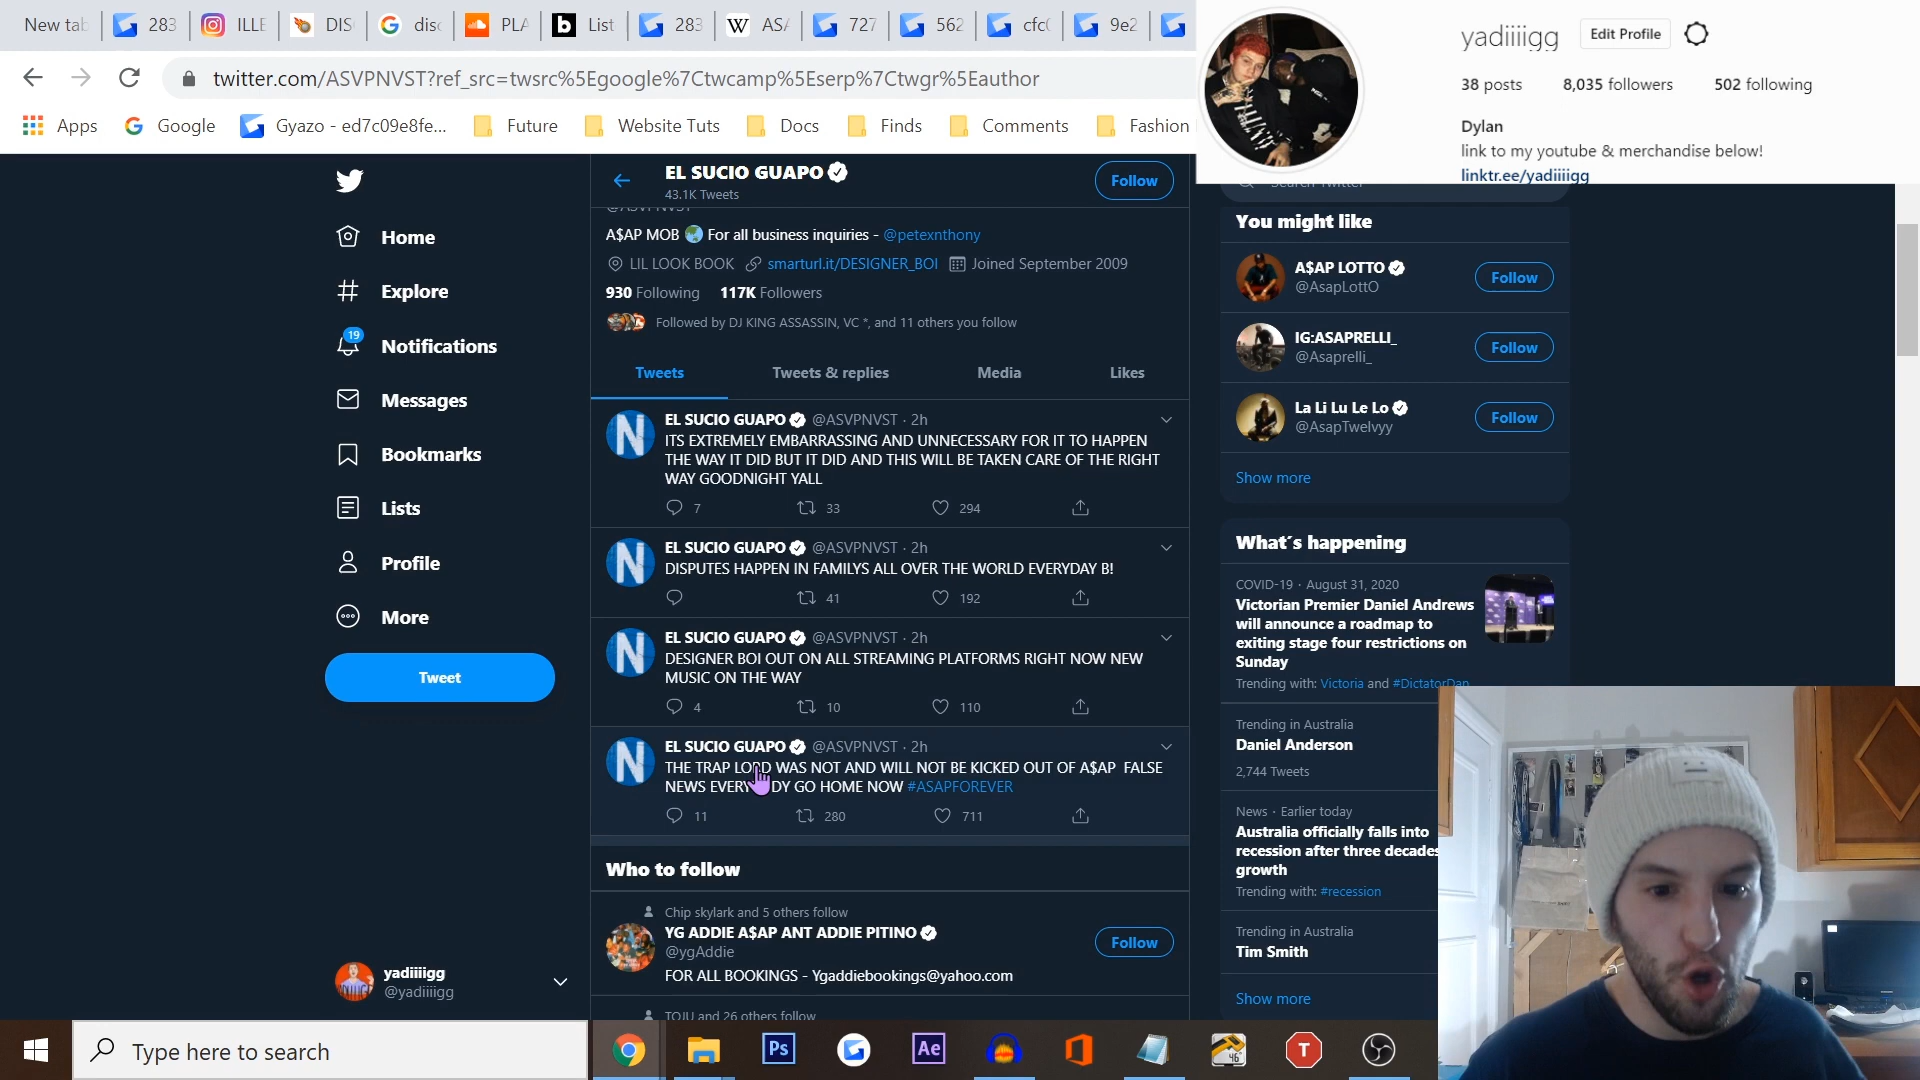 New tab
283
ILLE
DIS
disc
PLA
List
283
ASA
727
562
cfc0
9e2
twitter.com/ASVPNVST?ref_src=twsrc%5Egoogle%7Ctwcamp%5Eserp%7Ctwgr%5Eauthor
Apps
Google
Gyazo - ed7c09e8fe...
Future
Website Tuts
Docs
Finds
Comments
Fashion
yadiiiigg
Edit Profile
38 posts
8,035 followers
502 following
Dylan
link to my youtube & merchandise below!
linktr.ee/yadiiiigg
Home
Explore
19
Notifications
Messages
Bookmarks
Lists
Profile
More
Tweet
yadiiiigg
@yadiiiigg
EL SUCIO GUAPO
43.1K Tweets
Follow
@ASVPNVST
A$AP MOB 🌏 For all business inquiries - @petexnthony
LIL LOOK BOOK smarturl.it/DESIGNER_BOI Joined September 2009
930 Following 117K Followers
Followed by DJ KING ASSASSIN, VC *, and 11 others you follow
Tweets
Tweets & replies
Media
Likes
N
EL SUCIO GUAPO @ASVPNVST · 2h
ITS EXTREMELY EMBARRASSING AND UNNECESSARY FOR IT TO HAPPEN
THE WAY IT DID BUT IT DID AND THIS WILL BE TAKEN CARE OF THE RIGHT
WAY GOODNIGHT YALL
7 33 294
N
EL SUCIO GUAPO @ASVPNVST · 2h
DISPUTES HAPPEN IN FAMILYS ALL OVER THE WORLD EVERYDAY B!
41 192
N
EL SUCIO GUAPO @ASVPNVST · 2h
DESIGNER BOI OUT ON ALL STREAMING PLATFORMS RIGHT NOW NEW
MUSIC ON THE WAY
4 10 110
N
EL SUCIO GUAPO @ASVPNVST · 2h
THE TRAP LORD WAS NOT AND WILL NOT BE KICKED OUT OF A$AP FALSE
NEWS EVERYBODY GO HOME NOW #ASAPFOREVER
11 280 711
Who to follow
Chip skylark and 5 others follow
YG ADDIE A$AP ANT ADDIE PITINO
@ygAddie
Follow
FOR ALL BOOKINGS - Ygaddiebookings@yahoo.com
TOJU and 26 others follow
Search Twitter
You might like
A$AP LOTTO
@AsapLottO
Follow
IG:ASAPRELLI_
@Asaprelli_
Follow
La Li Lu Le Lo
@AsapTwelvyy
Follow
Show more
What´s happening
COVID-19 · August 31, 2020
Victorian Premier Daniel Andrews
will announce a roadmap to
exiting stage four restrictions on
Sunday
Trending with: Victoria and #DictatorDan
Trending in Australia
Daniel Anderson
2,744 Tweets
News · Earlier today
Australia officially falls into
recession after three decades
growth
Trending with: #recession
Trending in Australia
Tim Smith
Show more
Type here to search
Ps
Ae
46°
T